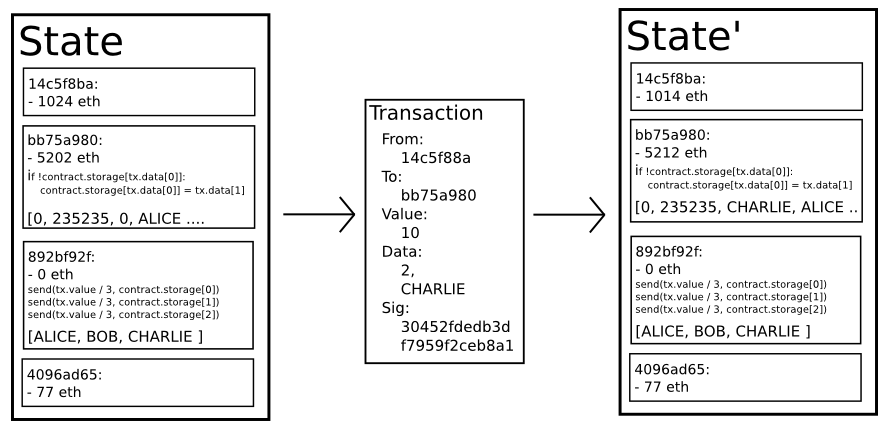 State
14c5f8ba:
- 1024 eth
bb75a980:
- 5202 eth
if !contract.storage[tx.data[0]]:
contract.storage[tx.data[0]] = tx.data[1]
[0, 235235, 0, ALICE ....
892bf92f:
- 0 eth
send(tx.value / 3, contract.storage[0])
send(tx.value / 3, contract.storage[1])
send(tx.value / 3, contract.storage[2])
[ALICE, BOB, CHARLIE ]
4096ad65:
- 77 eth
Transaction
From:
14c5f88a
To:
bb75a980
Value:
10
Data:
2,
CHARLIE
Sig:
30452fdedb3d
f7959f2ceb8a1
State'
14c5f8ba:
- 1014 eth
bb75a980:
- 5212 eth
if !contract.storage[tx.data[0]]:
contract.storage[tx.data[0]] = tx.data[1]
[0, 235235, CHARLIE, ALICE ..
892bf92f:
- 0 eth
send(tx.value / 3, contract.storage[0])
send(tx.value / 3, contract.storage[1])
send(tx.value / 3, contract.storage[2])
[ALICE, BOB, CHARLIE ]
4096ad65:
- 77 eth